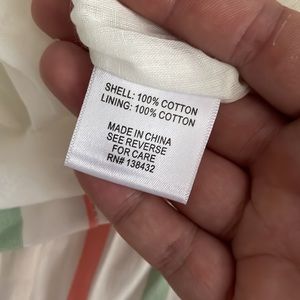 SHELL: 100% COTTON
LINING: 100% COTTON
MADE IN CHINA
SEE REVERSE
FOR CARE
RN# 138432